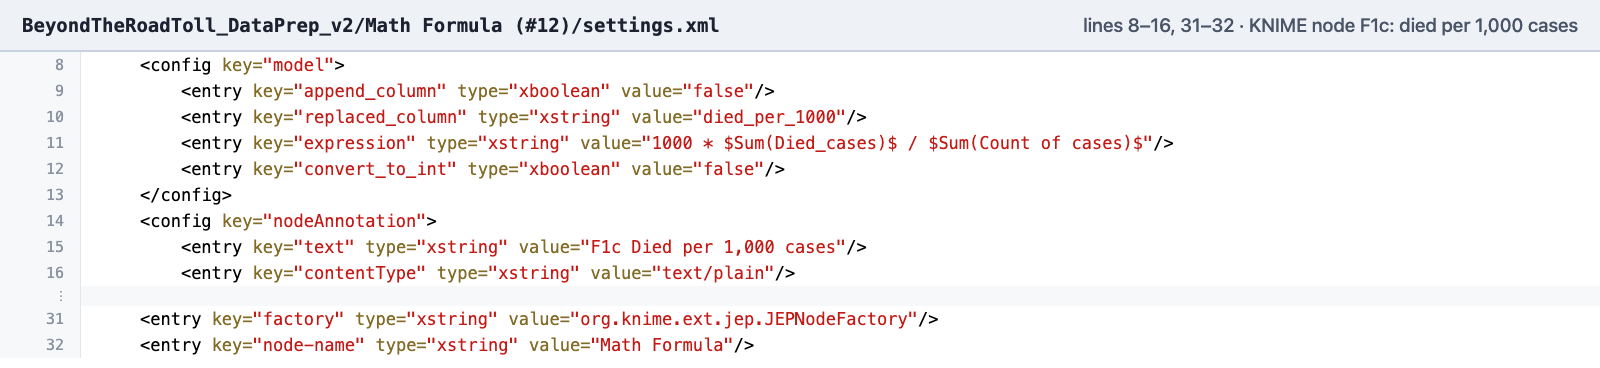 BeyondTheRoadToll_DataPrep_v2/Math Formula (#12)/settings.xml lines 8–16, 31–32 · KNIME node F1c: died per 1,000 cases
8 <config key="model">
9 <entry key="append_column" type="xboolean" value="false"/>
10 <entry key="replaced_column" type="xstring" value="died_per_1000"/>
11 <entry key="expression" type="xstring" value="1000 * $Sum(Died_cases)$ / $Sum(Count of cases)$"/>
12 <entry key="convert_to_int" type="xboolean" value="false"/>
13 </config>
14 <config key="nodeAnnotation">
15 <entry key="text" type="xstring" value="F1c Died per 1,000 cases"/>
16 <entry key="contentType" type="xstring" value="text/plain"/>
⋮
31 <entry key="factory" type="xstring" value="org.knime.ext.jep.JEPNodeFactory"/>
32 <entry key="node-name" type="xstring" value="Math Formula"/>